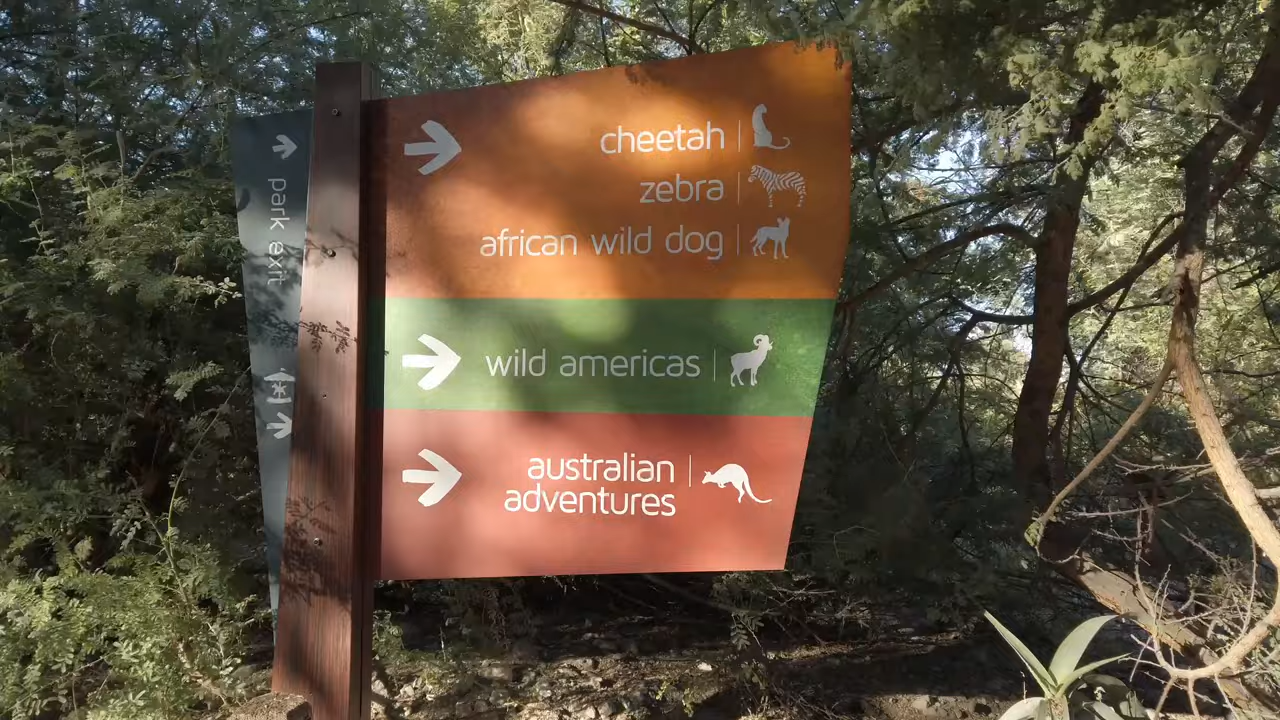 park exit
cheetah
zebra
african wild dog
wild americas
australian
adventures